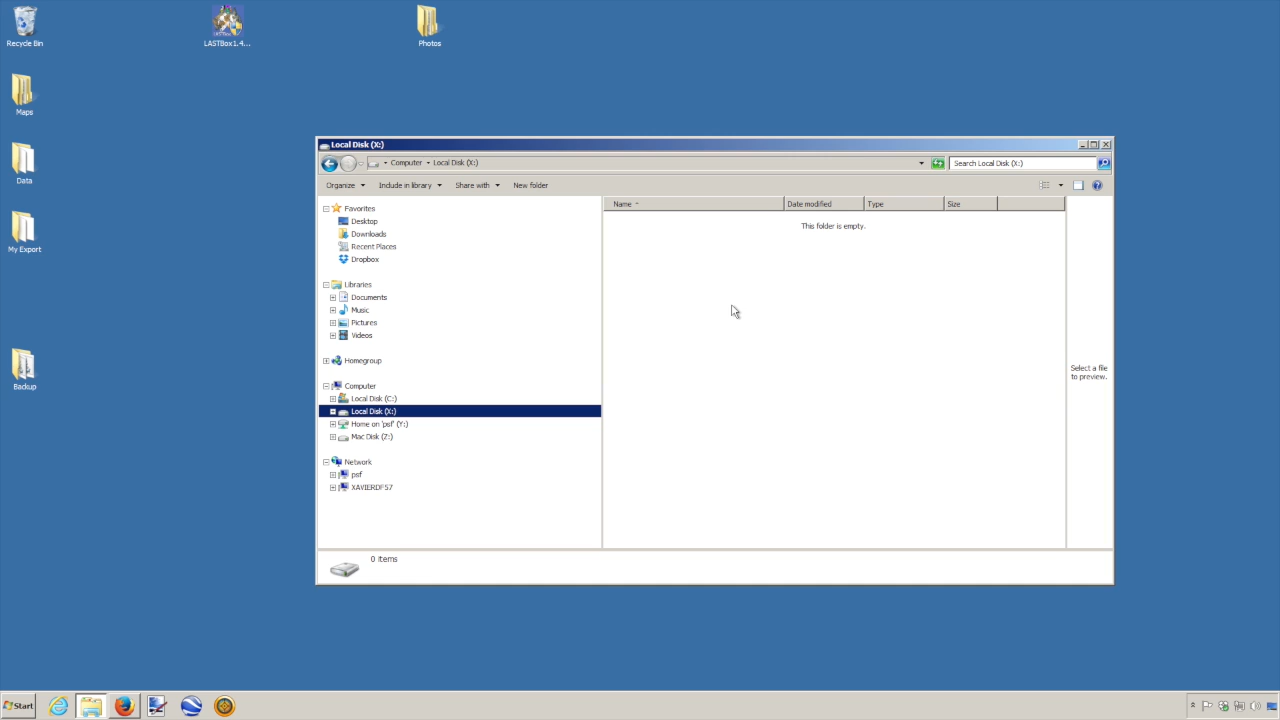 Recycle Bin
LASTBox1.4...
Photos
Maps
Data
My Export
Backup
Local Disk (X:)
Computer
Local Disk (X:)
Search Local Disk (X:)
Organize
Include in library
Share with
New folder
Favorites
Desktop
Downloads
Recent Places
Dropbox
Libraries
Documents
Music
Pictures
Videos
Homegroup
Computer
Local Disk (C:)
Local Disk (X:)
Home on 'psf' (Y:)
Mac Disk (Z:)
Network
psf
XAVIERDF57
Name
Date modified
Type
Size
This folder is empty.
Select a file
to preview.
0 items
Start